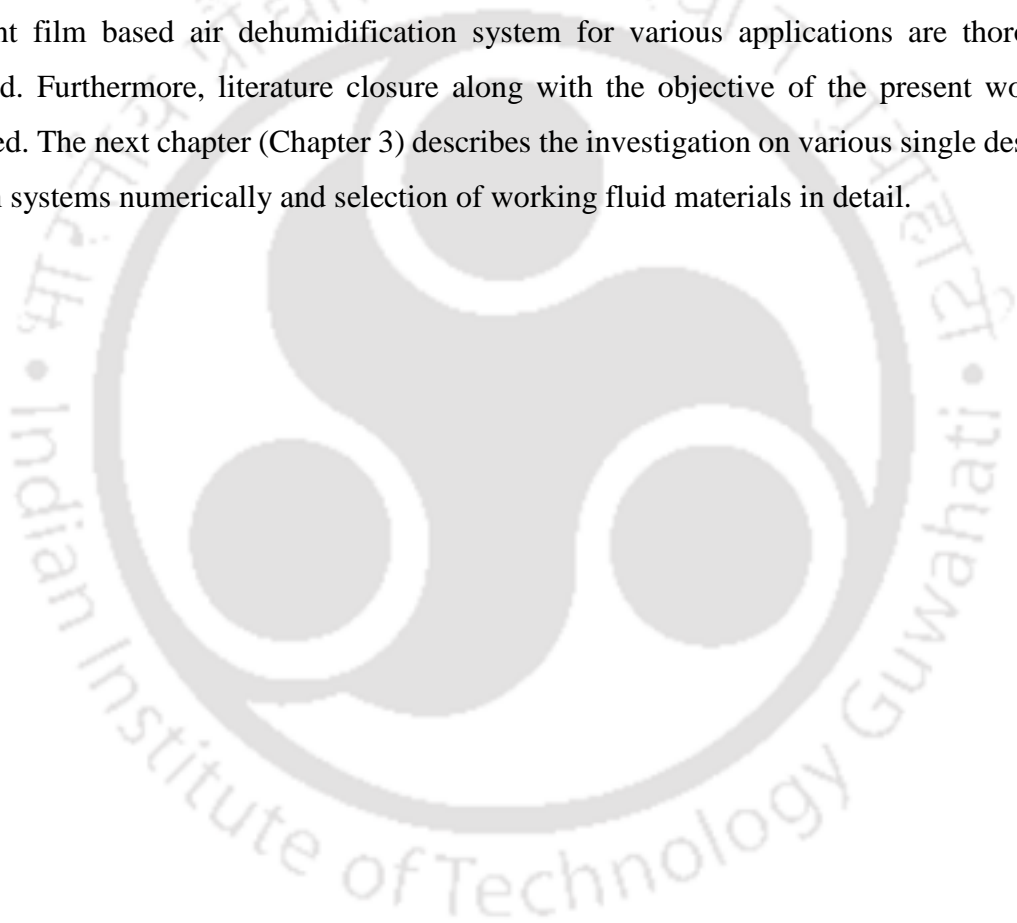 nt film based air dehumidification system for various applications are thor
d. Furthermore, literature closure along with the objective of the present wo
ed. The next chapter (Chapter 3) describes the investigation on various single des
n systems numerically and selection of working fluid materials in detail.
Indian Institute of Technology Guwahati